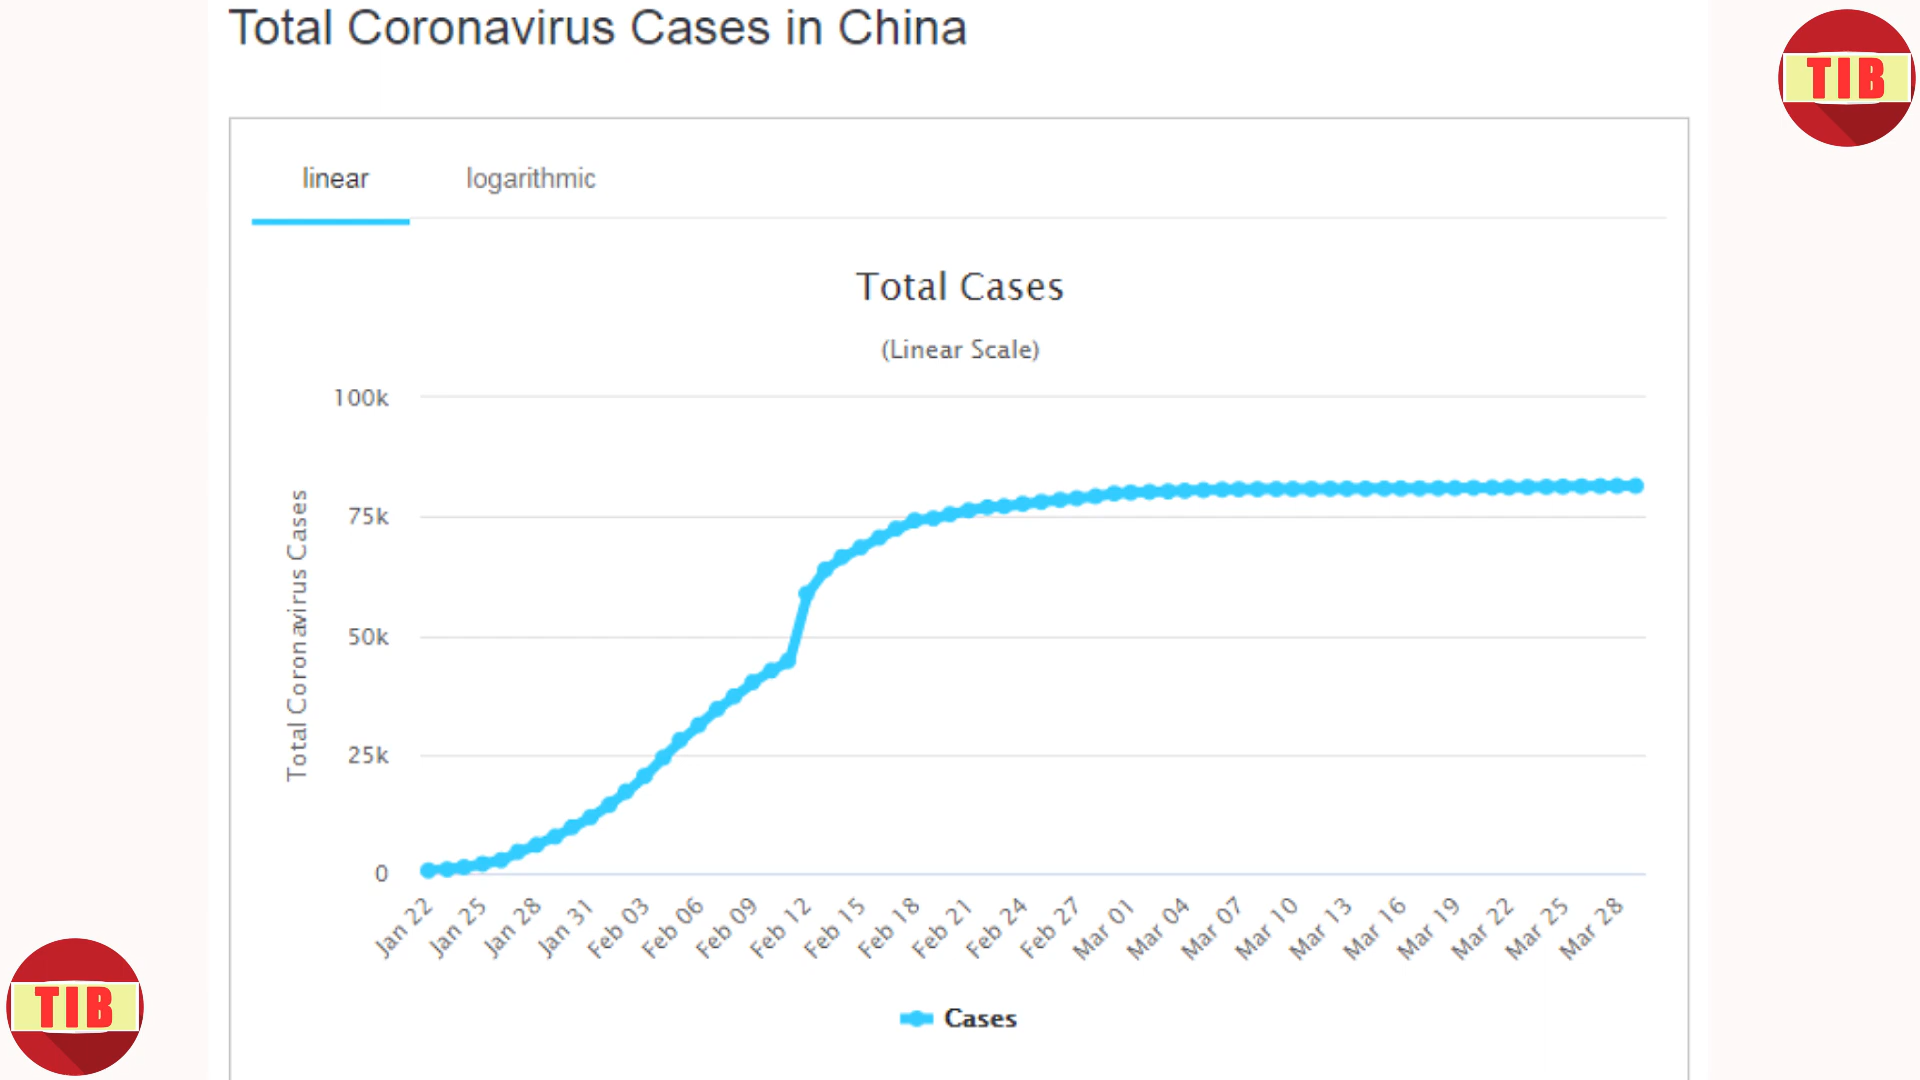 Total Coronavirus Cases in China
TIB
linear logarithmic
Total Cases
(Linear Scale)
Total Coronavirus Cases
100k
75k
50k
25k
0
Jan 22 Jan 25 Jan 28 Jan 31 Feb 03 Feb 06 Feb 09 Feb 12 Feb 15 Feb 18 Feb 21 Feb 24 Feb 27 Mar 01 Mar 04 Mar 07 Mar 10 Mar 13 Mar 16 Mar 19 Mar 22 Mar 25 Mar 28
TIB
Cases